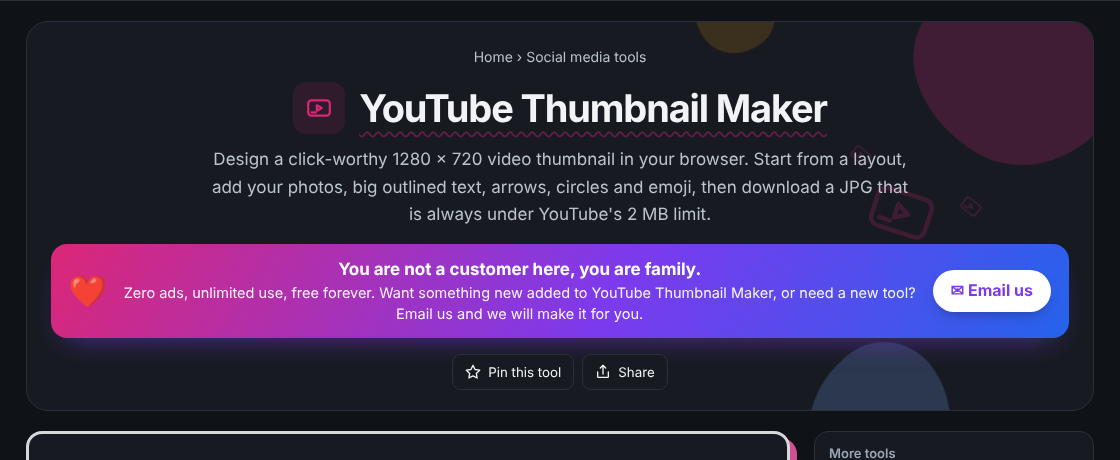 Home › Social media tools
YouTube Thumbnail Maker
Design a click-worthy 1280 × 720 video thumbnail in your browser. Start from a layout,
add your photos, big outlined text, arrows, circles and emoji, then download a JPG that
is always under YouTube's 2 MB limit.
You are not a customer here, you are family.
Zero ads, unlimited use, free forever. Want something new added to YouTube Thumbnail Maker, or need a new tool?
Email us and we will make it for you.
✉ Email us
Pin this tool
Share
More tools